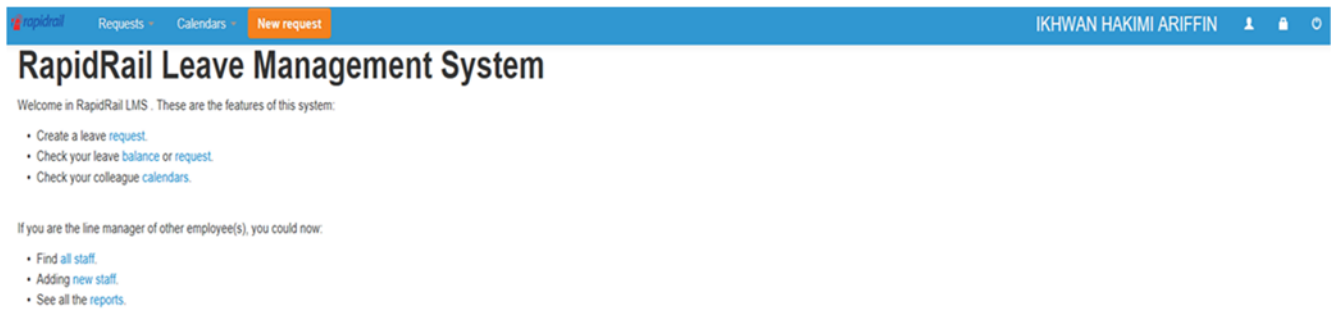 rapidrail Requests Calendars New request IKHWAN HAKIMI ARIFFIN
RapidRail Leave Management System
Welcome in RapidRail LMS . These are the features of this system:
• Create a leave request.
• Check your leave balance or request.
• Check your colleague calendars.
If you are the line manager of other employee(s), you could now:
• Find all staff.
• Adding new staff.
• See all the reports.